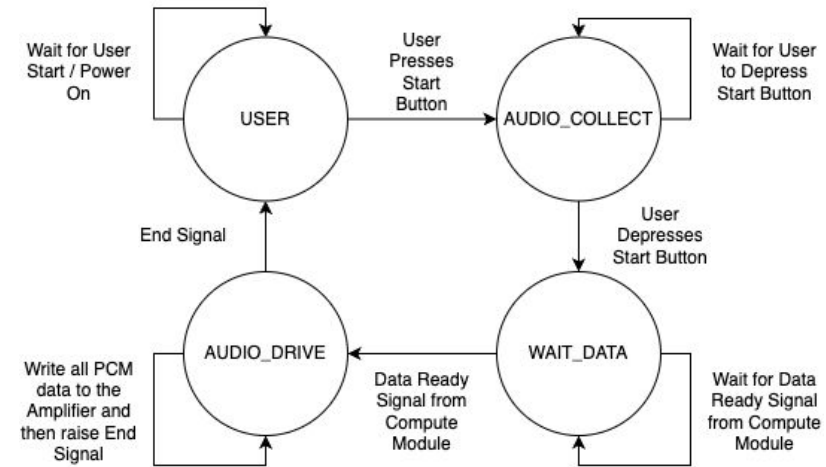 Wait for User
Start / Power
On
USER
User
Presses
Start
Button
AUDIO_COLLECT
Wait for User
to Depress
Start Button
End Signal
User
Depresses
Start Button
AUDIO_DRIVE
WAIT_DATA
Write all PCM
data to the
Amplifier and
then raise End
Signal
Data Ready
Signal from
Compute
Module
Wait for Data
Ready Signal
from Compute
Module